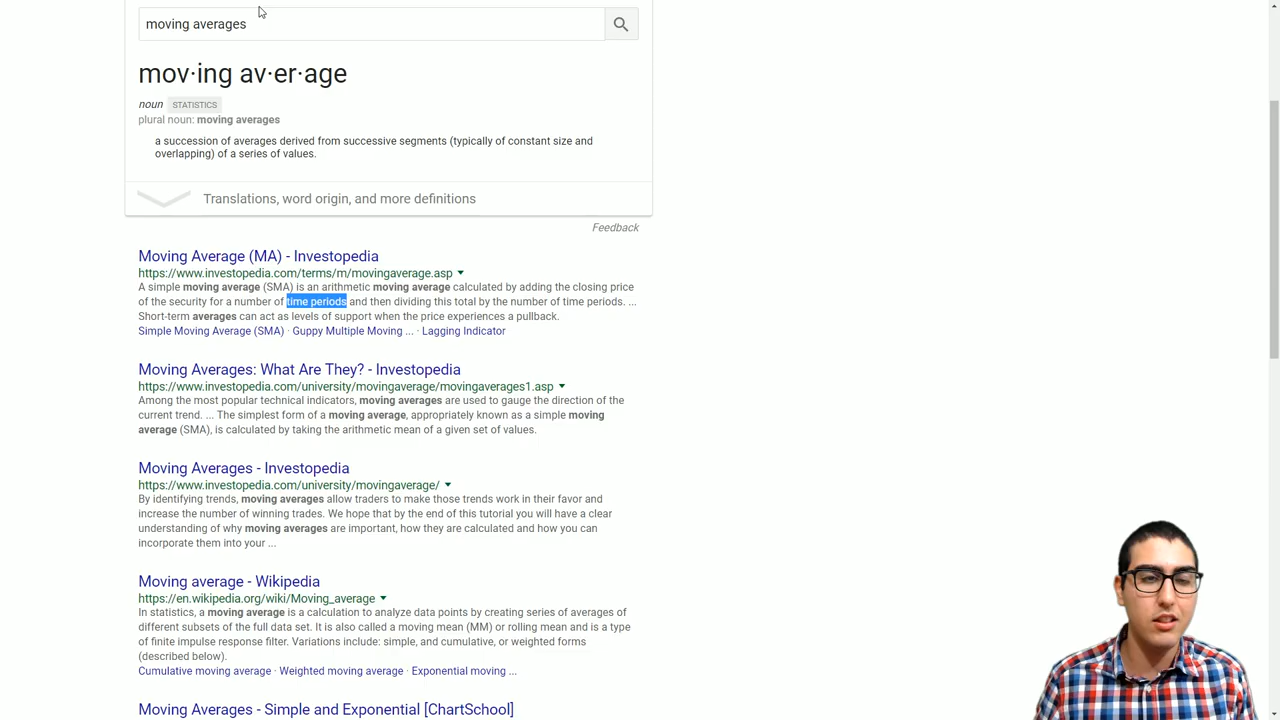 moving averages
mov·ing av·er·age
noun STATISTICS
plural noun: moving averages
a succession of averages derived from successive segments (typically of constant size and
overlapping) of a series of values.
Translations, word origin, and more definitions
Feedback
Moving Average (MA) - Investopedia
https://www.investopedia.com/terms/m/movingaverage.asp
A simple moving average (SMA) is an arithmetic moving average calculated by adding the closing price
of the security for a number of time periods and then dividing this total by the number of time periods. ...
Short-term averages can act as levels of support when the price experiences a pullback.
Simple Moving Average (SMA) · Guppy Multiple Moving ... · Lagging Indicator
Moving Averages: What Are They? - Investopedia
https://www.investopedia.com/university/movingaverage/movingaverages1.asp
Among the most popular technical indicators, moving averages are used to gauge the direction of the
current trend. ... The simplest form of a moving average, appropriately known as a simple moving
average (SMA), is calculated by taking the arithmetic mean of a given set of values.
Moving Averages - Investopedia
https://www.investopedia.com/university/movingaverage/
By identifying trends, moving averages allow traders to make those trends work in their favor and
increase the number of winning trades. We hope that by the end of this tutorial you will have a clear
understanding of why moving averages are important, how they are calculated and how you can
incorporate them into your ...
Moving average - Wikipedia
https://en.wikipedia.org/wiki/Moving_average
In statistics, a moving average is a calculation to analyze data points by creating series of averages of
different subsets of the full data set. It is also called a moving mean (MM) or rolling mean and is a type
of finite impulse response filter. Variations include: simple, and cumulative, or weighted forms
(described below).
Cumulative moving average · Weighted moving average · Exponential moving ...
Moving Averages - Simple and Exponential [ChartSchool]